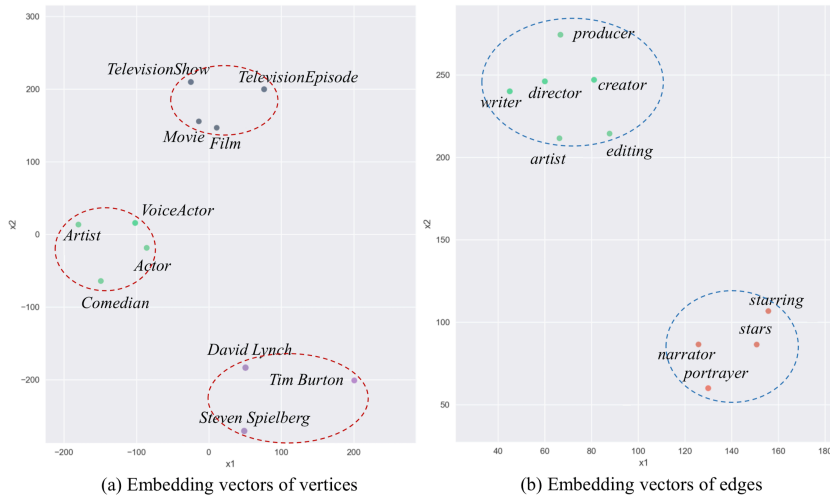 300
TelevisionShow
TelevisionEpisode
200
Movie
Film
100
VoiceActor
x2
0
Artist
Actor
Comedian
−100
David Lynch
−200
Tim Burton
Steven Spielberg
−200
−100
0
100
200
x1
(a) Embedding vectors of vertices
producer
250
director
creator
writer
artist
editing
200
x2
150
starring
100
stars
narrator
portrayer
50
40
60
80
100
120
140
160
180
x1
(b) Embedding vectors of edges